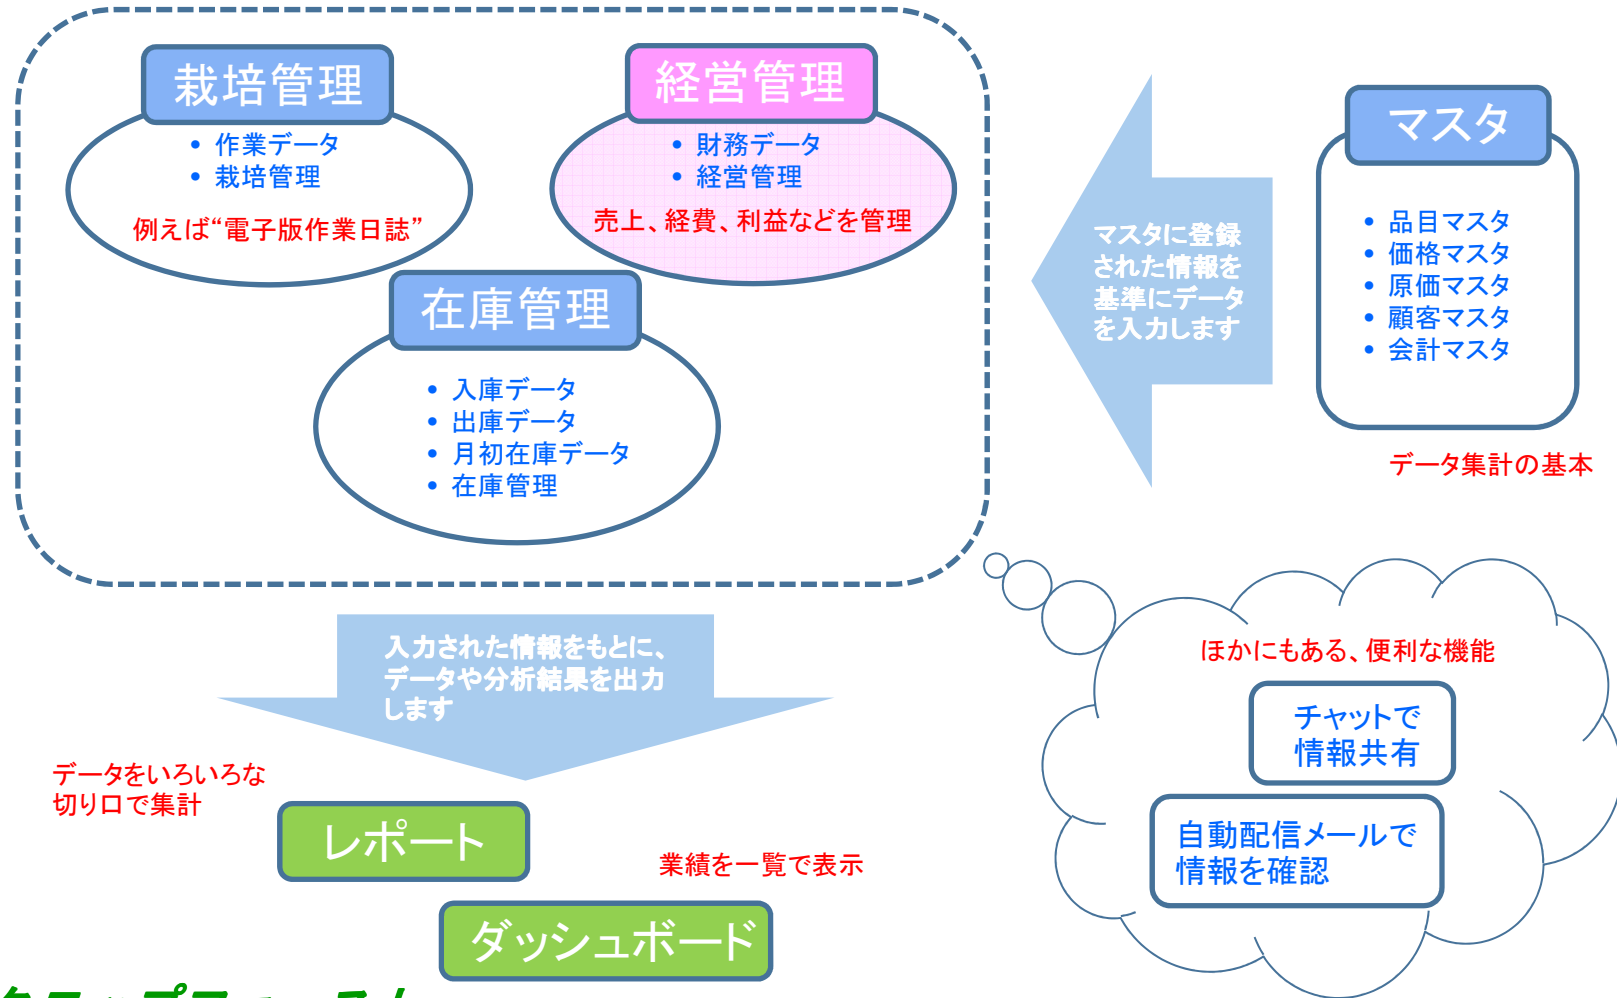 栽培管理
• 作業データ
• 栽培管理
例えば“電子版作業日誌”
経営管理
• 財務データ
• 経営管理
売上、経費、利益などを管理
在庫管理
• 入庫データ
• 出庫データ
• 月初在庫データ
• 在庫管理
マスタに登録
された情報を
基準にデータ
を入力します
マスタ
• 品目マスタ
• 価格マスタ
• 原価マスタ
• 顧客マスタ
• 会計マスタ
データ集計の基本
入力された情報をもとに、
データや分析結果を出力
します
データをいろいろな
切り口で集計
レポート
業績を一覧で表示
ダッシュボード
ほかにもある、便利な機能
チャットで
情報共有
自動配信メールで
情報を確認